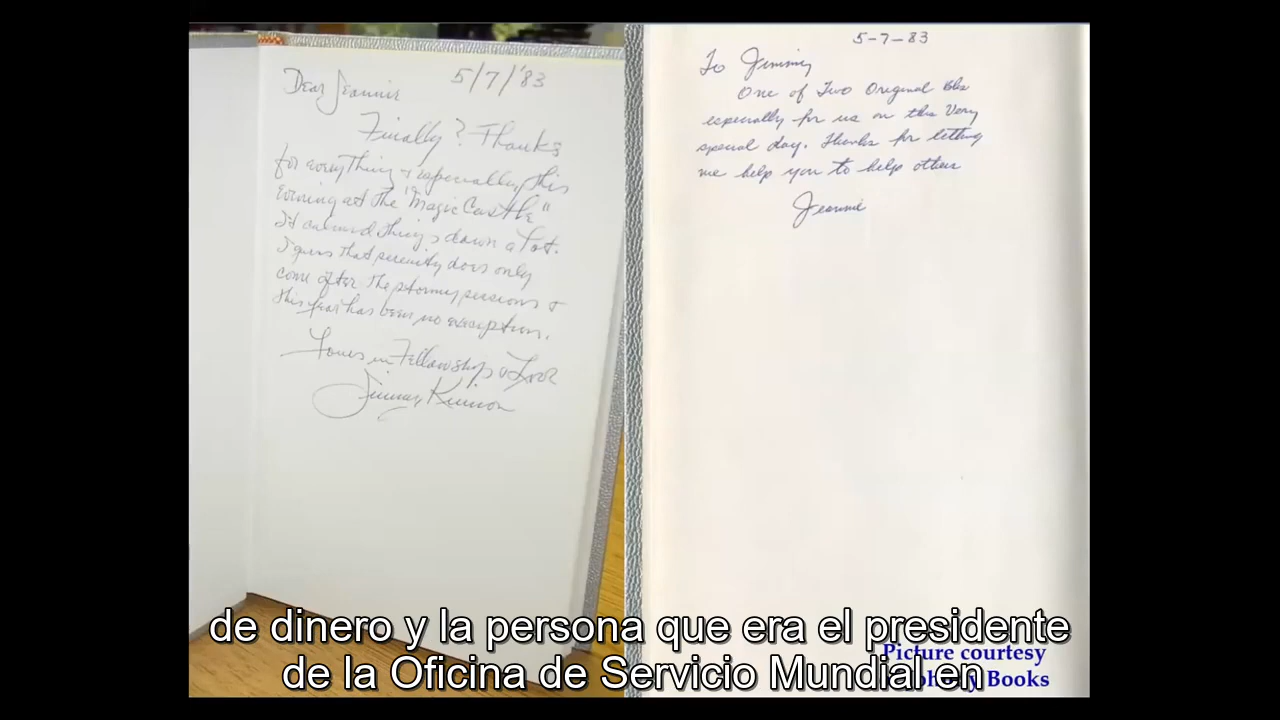 5/7/'83
Dear Jeannie
Finally? Thanks
for everything & especially this
Evening at the "Magic Castle"
It calmed things down a lot.
I guess that serenity does only
come after the stormy sessions &
this year has been no exception.
Yours in Fellowship & Love
Jimmy Kinnon
5-7-83
To Jimmy
One of Two Original
especially for us on this Very
special day. Thanks for letting
me help you to help others
Jeannie
de dinero y la persona que era el presidente
de la Oficina de Servicio Mundial en
Picture courtesy
Books